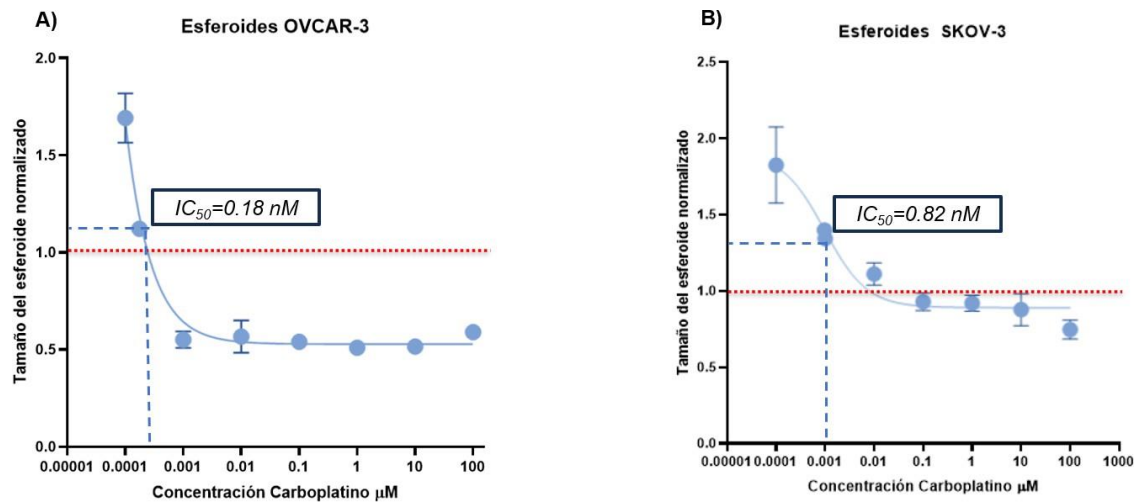 A)
Esferoides OVCAR-3
Tamaño del esferoide normalizado
2.0
1.5
1.0
0.5
0.0
IC50=0.18 nM
0.00001 0.0001 0.001 0.01 0.1 1 10 100
Concentración Carboplatino µM
B)
Esferoides SKOV-3
Tamaño del esferoide normalizado
2.5
2.0
1.5
1.0
0.5
0.0
IC50=0.82 nM
0.00001 0.0001 0.001 0.01 0.1 1 10 100 1000
Concentración Carboplatino µM